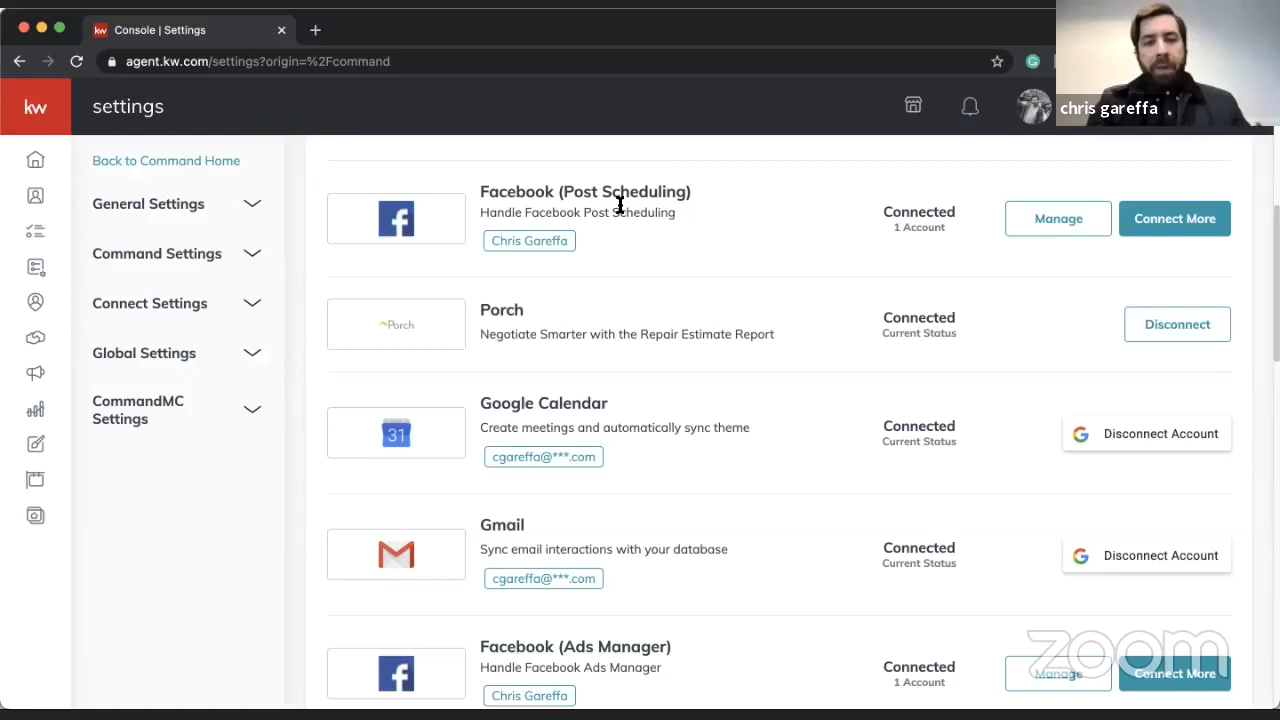 kw Console | Settings
agent.kw.com/settings?origin=%2Fcommand
chris gareffa
kw
settings
Back to Command Home
General Settings
Command Settings
Connect Settings
Global Settings
CommandMC
Settings
Facebook (Post Scheduling)
Handle Facebook Post Scheduling
Chris Gareffa
Connected
1 Account
Manage
Connect More
Porch
Porch
Negotiate Smarter with the Repair Estimate Report
Connected
Current Status
Disconnect
31
Google Calendar
Create meetings and automatically sync theme
cgareffa@***.com
Connected
Current Status
Disconnect Account
Gmail
Sync email interactions with your database
cgareffa@***.com
Connected
Current Status
Disconnect Account
Facebook (Ads Manager)
Handle Facebook Ads Manager
Chris Gareffa
Connected
1 Account
Manage
Connect More
zoom